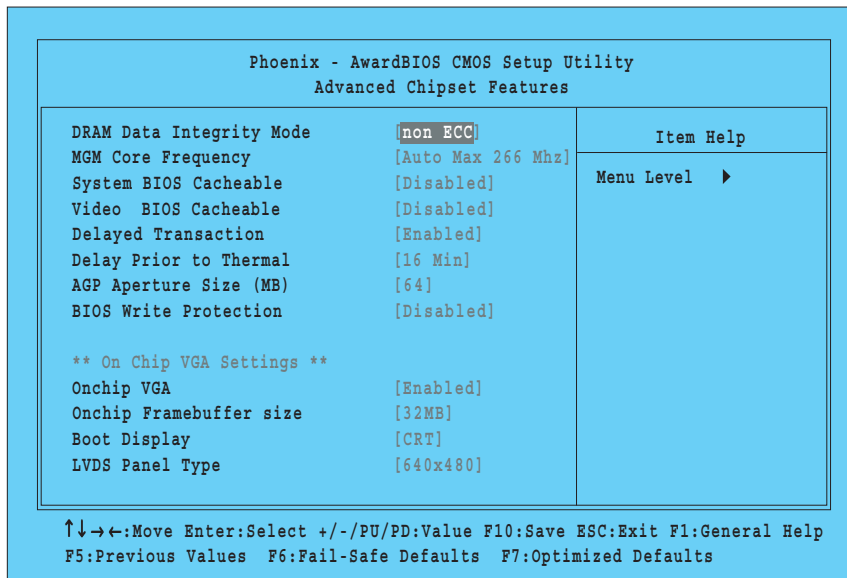 Phoenix - AwardBIOS CMOS Setup Utility
Advanced Chipset Features
DRAM Data Integrity Mode [non ECC]
MGM Core Frequency [Auto Max 266 Mhz]
System BIOS Cacheable [Disabled]
Video BIOS Cacheable [Disabled]
Delayed Transaction [Enabled]
Delay Prior to Thermal [16 Min]
AGP Aperture Size (MB) [64]
BIOS Write Protection [Disabled]
** On Chip VGA Settings **
Onchip VGA [Enabled]
Onchip Framebuffer size [32MB]
Boot Display [CRT]
LVDS Panel Type [640x480]
Item Help
Menu Level ▶
↑↓→←:Move Enter:Select +/-/PU/PD:Value F10:Save ESC:Exit F1:General Help
F5:Previous Values F6:Fail-Safe Defaults F7:Optimized Defaults